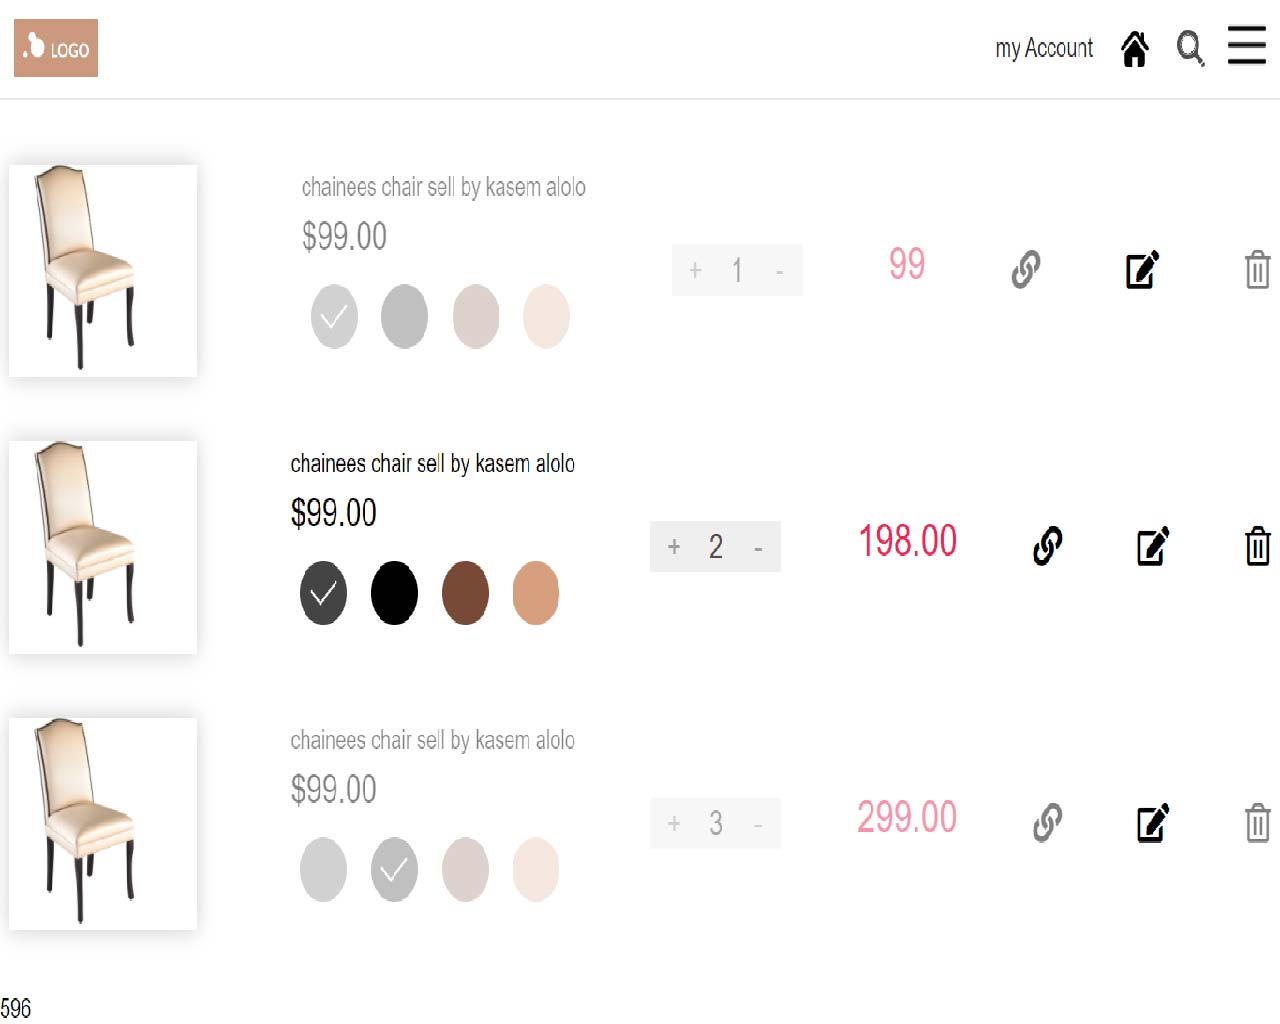 LOGO
my Account
chainees chair sell by kasem alolo
$99.00
+ 1 -
99
chainees chair sell by kasem alolo
$99.00
+ 2 -
198.00
chainees chair sell by kasem alolo
$99.00
+ 3 -
299.00
596